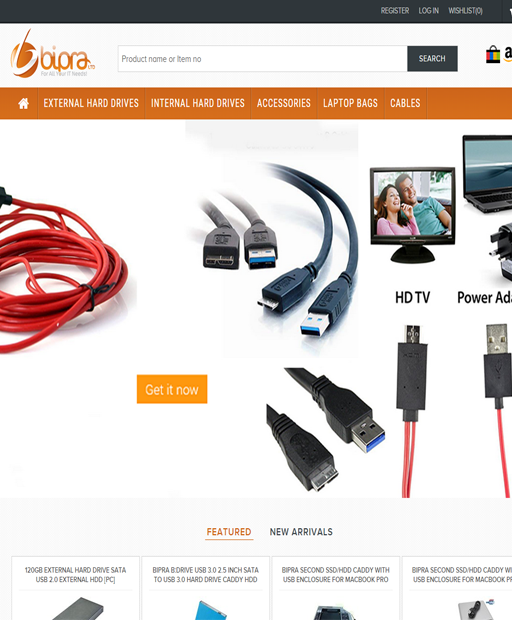 REGISTER LOG IN WISHLIST(0)
bipra LTD
For All Your IT Needs!
Product name or Item no
SEARCH
a
EXTERNAL HARD DRIVES INTERNAL HARD DRIVES ACCESSORIES LAPTOP BAGS CABLES
HD TV Power Ada
Get it now
FEATURED NEW ARRIVALS
120GB EXTERNAL HARD DRIVE SATA
USB 2.0 EXTERNAL HDD [PC]
BIPRA B:DRIVE USB 3.0 2.5 INCH SATA
TO USB 3.0 HARD DRIVE CADDY HDD
BIPRA SECOND SSD/HDD CADDY WITH
USB ENCLOSURE FOR MACBOOK PRO
BIPRA SECOND SSD/HDD CADDY WI
USB ENCLOSURE FOR MACBOOK PR